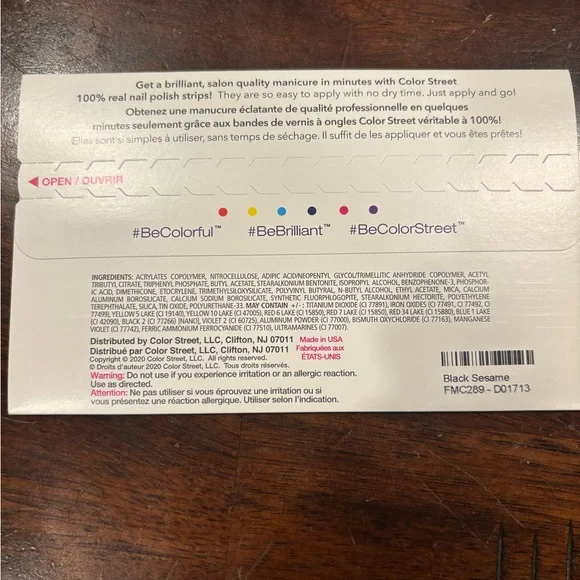 Get a brilliant, salon quality manicure in minutes with Color Street
100% real nail polish strips! They are so easy to apply with no dry time. Just apply and go!
Obtenez une manucure éclatante de qualité professionnelle en quelques
minutes seulement grâce aux bandes de vernis à ongles Color Street véritable à 100%!
Elles sont si simples à utiliser, sans temps de séchage. Il suffit de les appliquer et vous êtes prêtes!
OPEN / OUVRIR
#BeColorful™ #BeBrilliant™ #BeColorStreet™
INGREDIENTS: ACRYLATES COPOLYMER, NITROCELLULOSE, ADIPIC ACID/NEOPENTYL GLYCOL/TRIMELLITIC ANHYDRIDE COPOLYMER, ACETYL
TRIBUTYL CITRATE, TRIPHENYL PHOSPHATE, BUTYL ACETATE, STEARALKONIUM BENTONITE, ISOPROPYL ALCOHOL, BENZOPHENONE-3, PHOSPHOR-
IC ACID, DIMETHICONE, ETOCRYLENE, TRIMETHYLSILOXYSILICATE, POLYVINYL BUTYRAL, N-BUTYL ALCOHOL, ETHYL ACETATE, MICA, CALCIUM
ALUMINUM BOROSILICATE, CALCIUM SODIUM BOROSILICATE, SYNTHETIC FLUORPHLOGOPITE, STEARALKONIUM HECTORITE, POLYETHYLENE
TEREPHTHALATE, SILICA, TIN OXIDE, POLYURETHANE-33. MAY CONTAIN +/-: TITANIUM DIOXIDE (CI 77891), IRON OXIDES (CI 77491, CI 77492, CI
77499), YELLOW 5 LAKE (CI 19140), YELLOW 10 LAKE (CI 47005), RED 6 LAKE (CI 15850), RED 7 LAKE (CI 15850), RED 34 LAKE (CI 15880), BLUE 1 LAKE
(CI 42090), BLACK 2 (CI 77266) [NANO], VIOLET 2 (CI 60725), ALUMINUM POWDER (CI 77000), BISMUTH OXYCHLORIDE (CI 77163), MANGANESE
VIOLET (CI 77742), FERRIC AMMONIUM FERROCYANIDE (CI 77510), ULTRAMARINES (CI 77007).
Distributed by Color Street, LLC, Clifton, NJ 07011 Made in USA
Distribué par Color Street, LLC, Clifton, NJ 07011 Fabriquées aux
Copyright © 2020 Color Street, LLC. All rights reserved. ÉTATS-UNIS
© Droits d'auteur 2020 Color Street, LLC. Tous droits réservés.
Warning: Do not use if you experience irritation or an allergic reaction.
Use as directed.
Attention: Ne pas utiliser si vous éprouvez une irritation ou si
vous présentez une réaction allergique. Utiliser selon l'indication.
Black Sesame
FMC289 - D01713